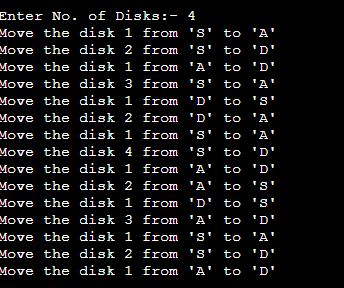 Enter No. of Disks:- 4
Move the disk 1 from 'S' to 'A'
Move the disk 2 from 'S' to 'D'
Move the disk 1 from 'A' to 'D'
Move the disk 3 from 'S' to 'A'
Move the disk 1 from 'D' to 'S'
Move the disk 2 from 'D' to 'A'
Move the disk 1 from 'S' to 'A'
Move the disk 4 from 'S' to 'D'
Move the disk 1 from 'A' to 'D'
Move the disk 2 from 'A' to 'S'
Move the disk 1 from 'D' to 'S'
Move the disk 3 from 'A' to 'D'
Move the disk 1 from 'S' to 'A'
Move the disk 2 from 'S' to 'D'
Move the disk 1 from 'A' to 'D'